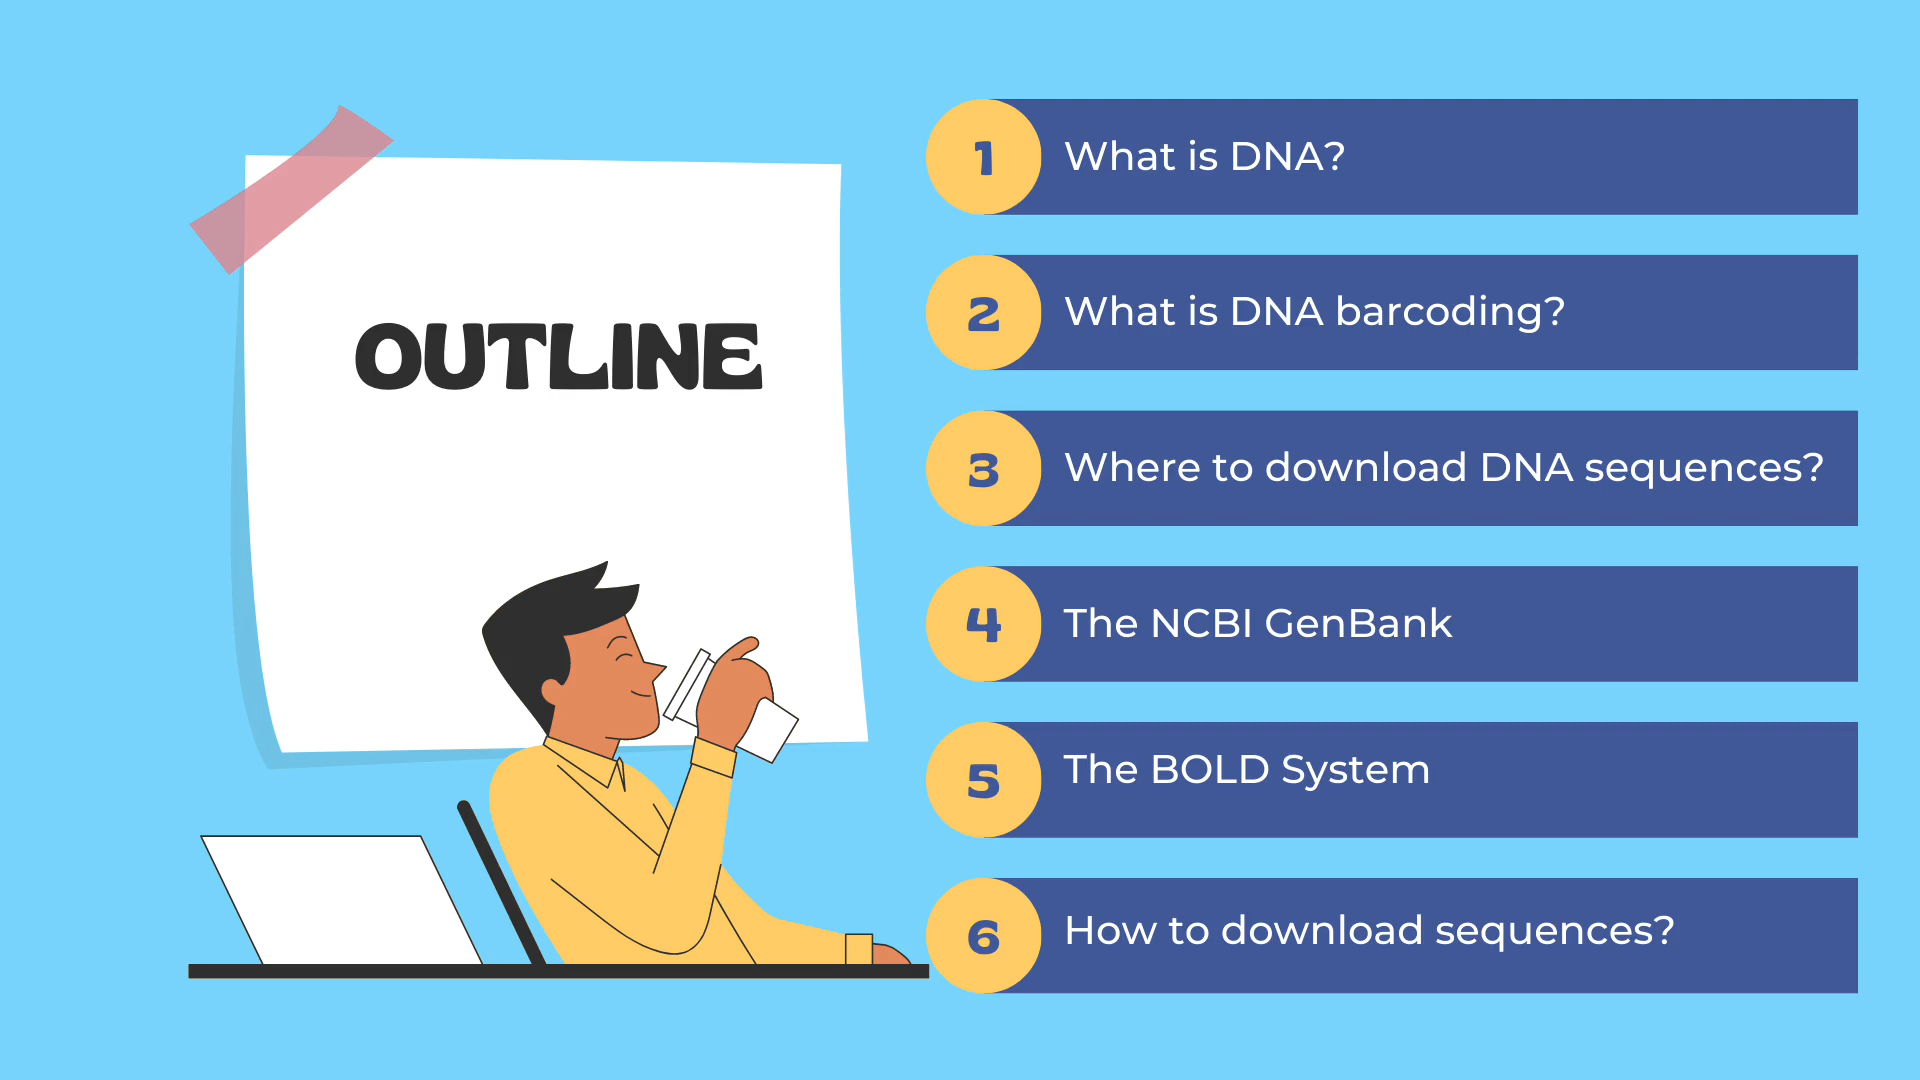 OUTLINE
1 What is DNA?
2 What is DNA barcoding?
3 Where to download DNA sequences?
4 The NCBI GenBank
5 The BOLD System
6 How to download sequences?